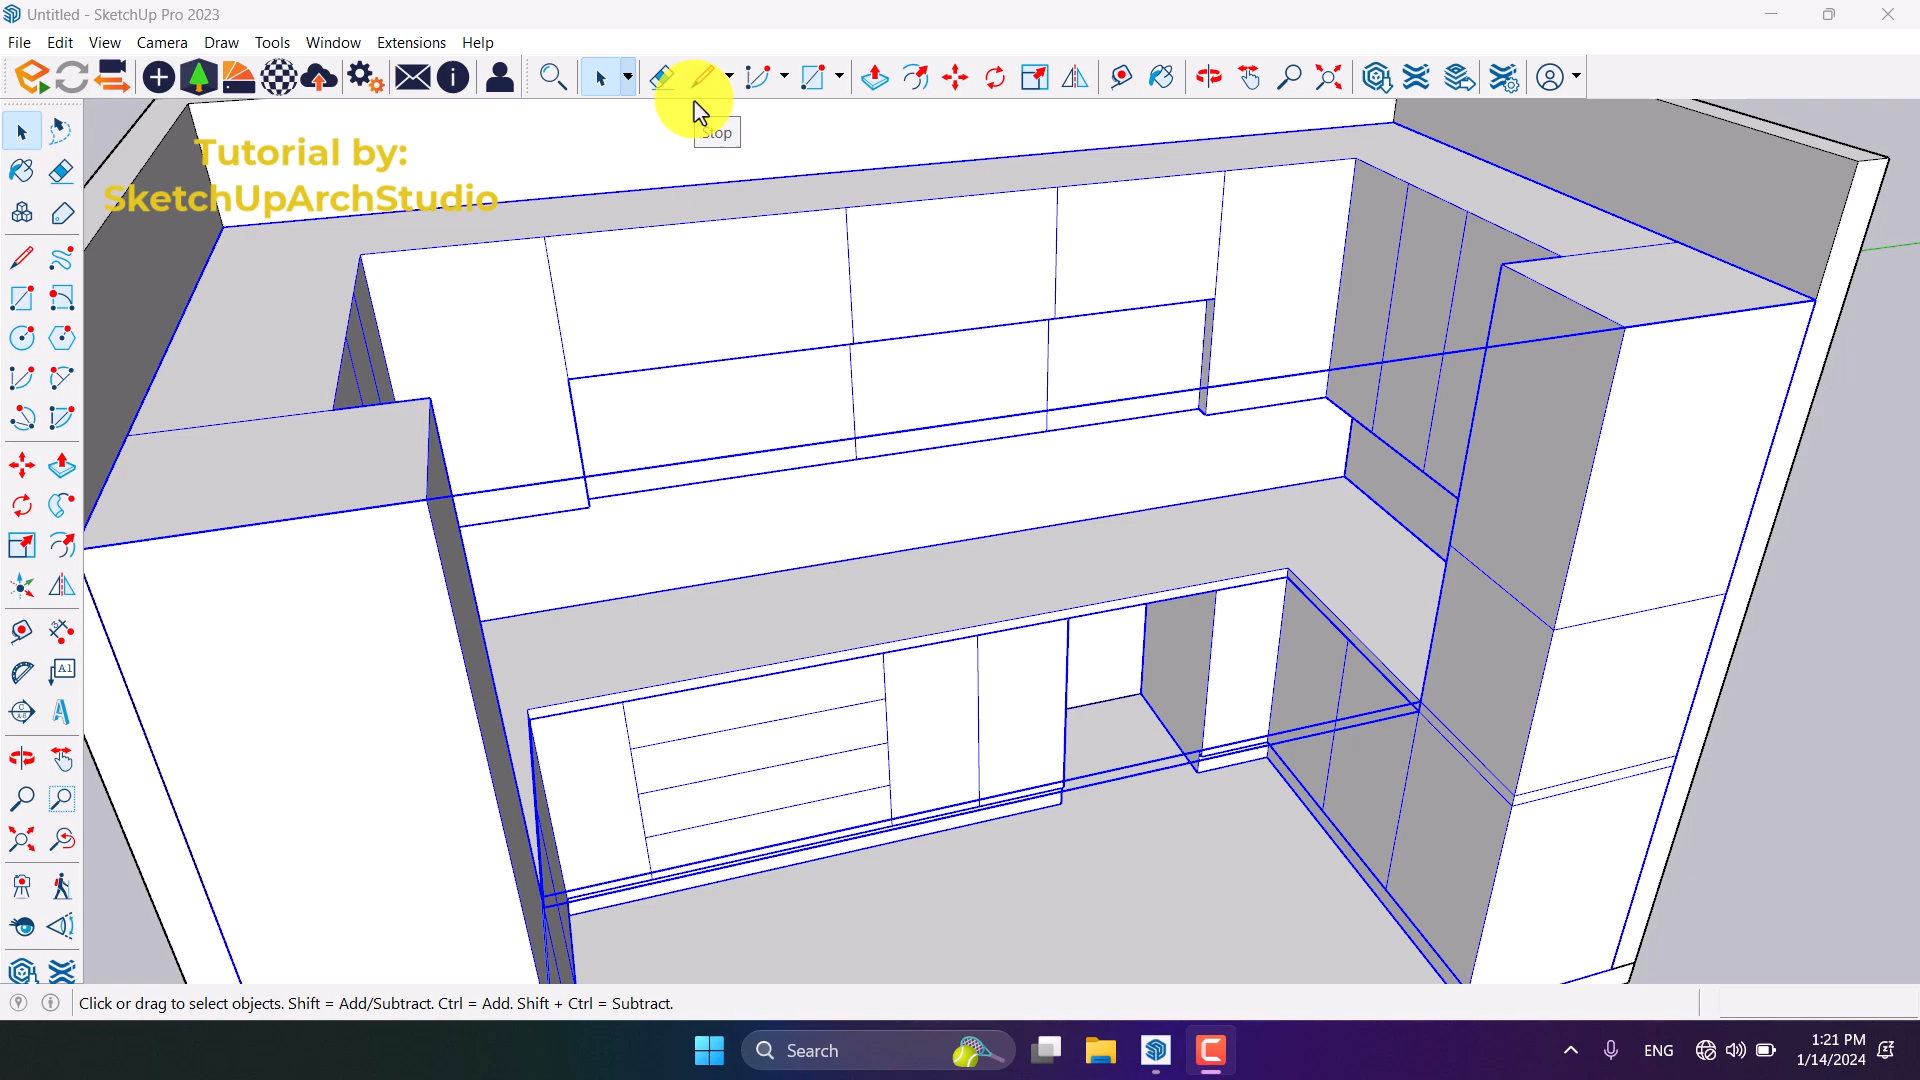 Untitled - SketchUp Pro 2023
File Edit View Camera Draw Tools Window Extensions Help
Stop
Tutorial by:
SketchUpArchStudio
Click or drag to select objects. Shift = Add/Subtract. Ctrl = Add. Shift + Ctrl = Subtract.
Search
ENG
1:21 PM
1/14/2024